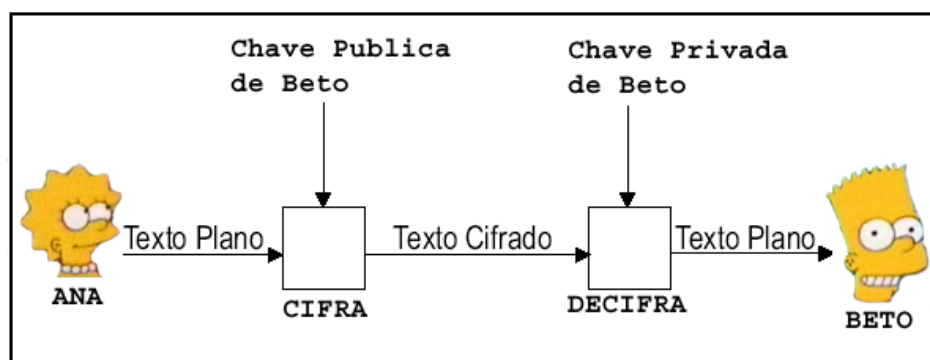 Chave Publica
de Beto
Chave Privada
de Beto
Texto Plano
Texto Cifrado
Texto Plano
ANA
CIFRA
DECIFRA
BETO